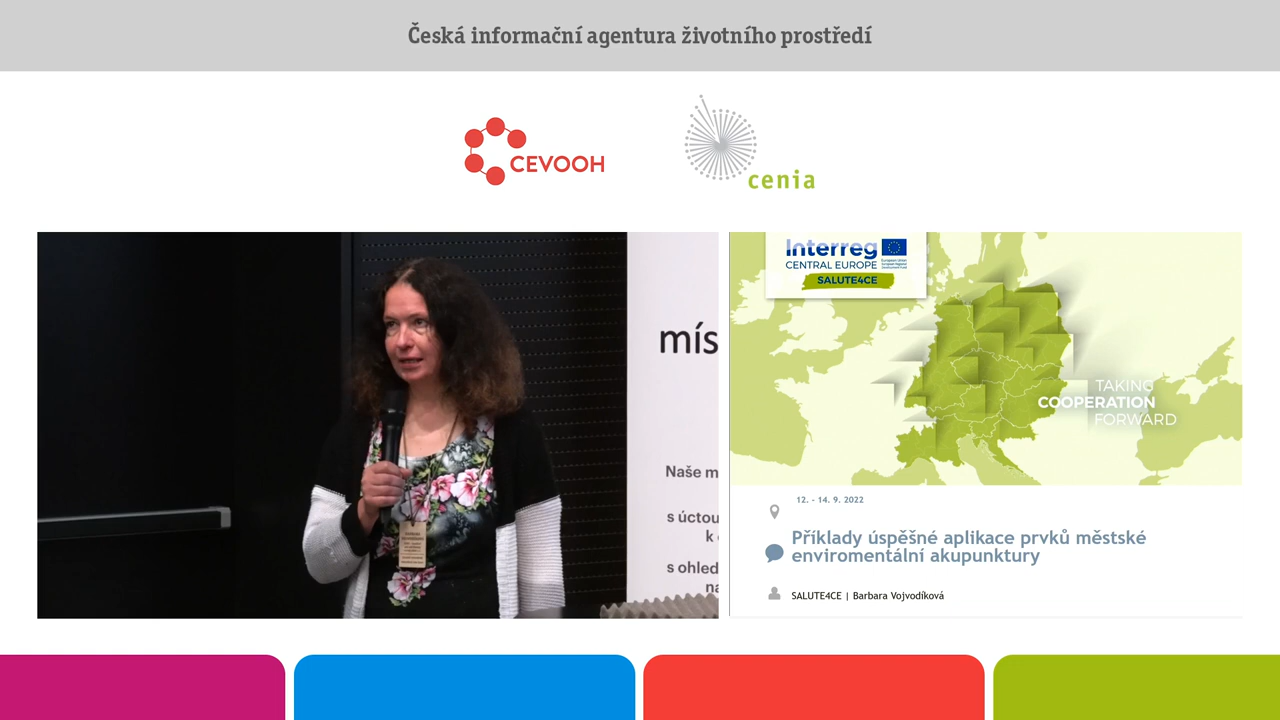 Česká informační agentura životního prostředí
CEVOOH
cenia
mís
Naše m
s úctou
k
s ohled
na
Interreg
CENTRAL EUROPE
SALUTE4CE
TAKING
COOPERATION
FORWARD
12. - 14. 9. 2022
Příklady úspěšné aplikace prvků městské
enviromentální akupunktury
SALUTE4CE | Barbara Vojvodíková